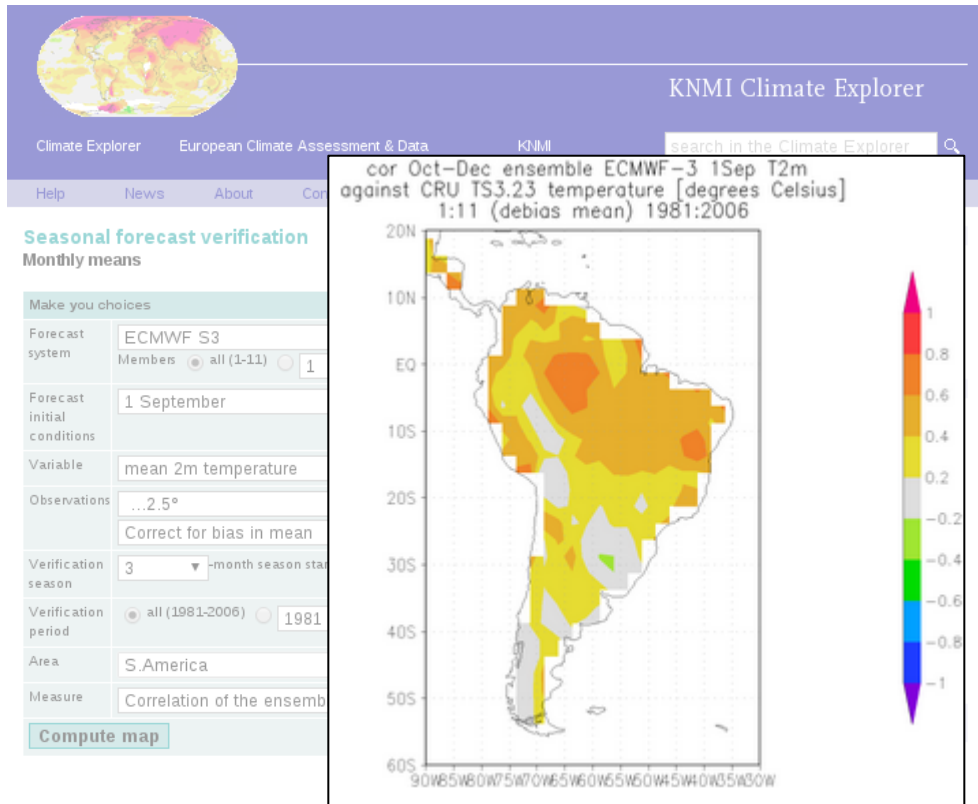 KNMI Climate Explorer
Climate Explorer European Climate Assessment & Data KNMI search in the Climate Explorer
Help News About Con
Seasonal forecast verification
Monthly means
Make you choices
Forecast system ECMWF S3
Members all (1-11) 1
Forecast initial conditions 1 September
Variable mean 2m temperature
Observations ...2.5°
Correct for bias in mean
Verification season 3 -month season star
Verification period all (1981-2006) 1981
Area S.America
Measure Correlation of the ensemb
Compute map
cor Oct-Dec ensemble ECMWF-3 1Sep T2m
against CRU TS3.23 temperature [degrees Celsius]
1:11 (debias mean) 1981:2006
20N
10N
EQ
10S
20S
30S
40S
50S
60S
90W85W80W75W70W65W60W55W50W45W40W35W30W
1
0.8
0.6
0.4
0.2
-0.2
-0.4
-0.6
-0.8
-1